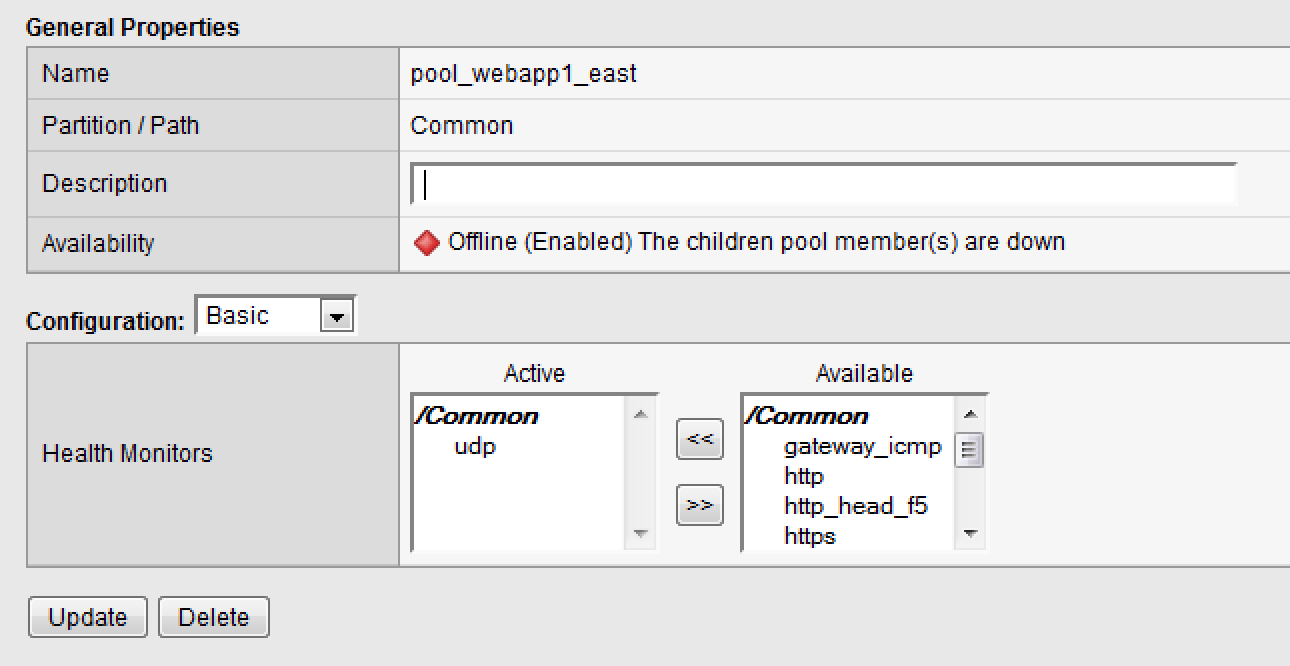 General Properties
Name pool_webapp1_east
Partition / Path Common
Description
Availability Offline (Enabled) The children pool member(s) are down
Configuration: Basic
Active Available
/Common << /Common
udp gateway_icmp
Health Monitors http
>> http_head_f5
https
Update Delete